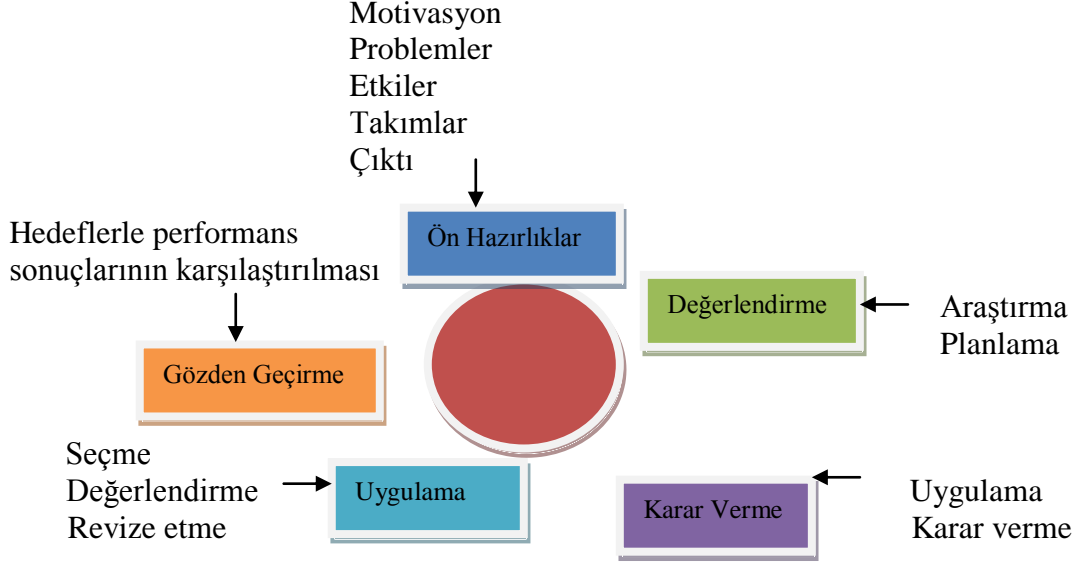 Motivasyon
Problemler
Etkiler
Takımlar
Çıktı
Ön Hazırlıklar
Hedeflerle performans
sonuçlarının karşılaştırılması
Değerlendirme
Araştırma
Planlama
Gözden Geçirme
Seçme
Değerlendirme
Revize etme
Uygulama
Karar Verme
Uygulama
Karar verme